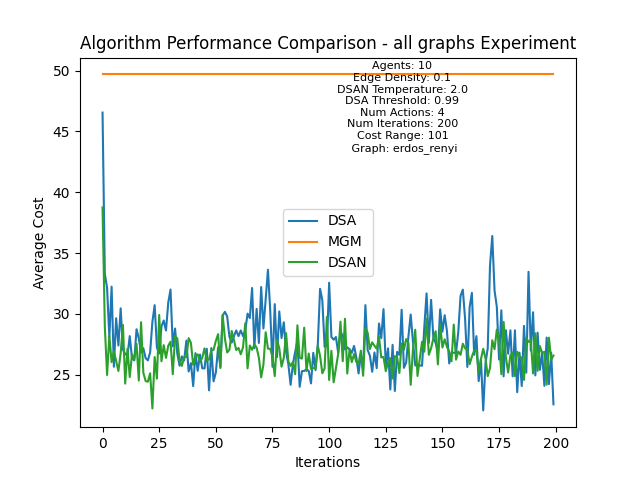 Algorithm Performance Comparison - all graphs Experiment
Agents: 10
Edge Density: 0.1
DSAN Temperature: 2.0
DSA Threshold: 0.99
Num Actions: 4
Num Iterations: 200
Cost Range: 101
Graph: erdos_renyi
DSA
MGM
DSAN
Average Cost
50
45
40
35
30
25
0 25 50 75 100 125 150 175 200
Iterations